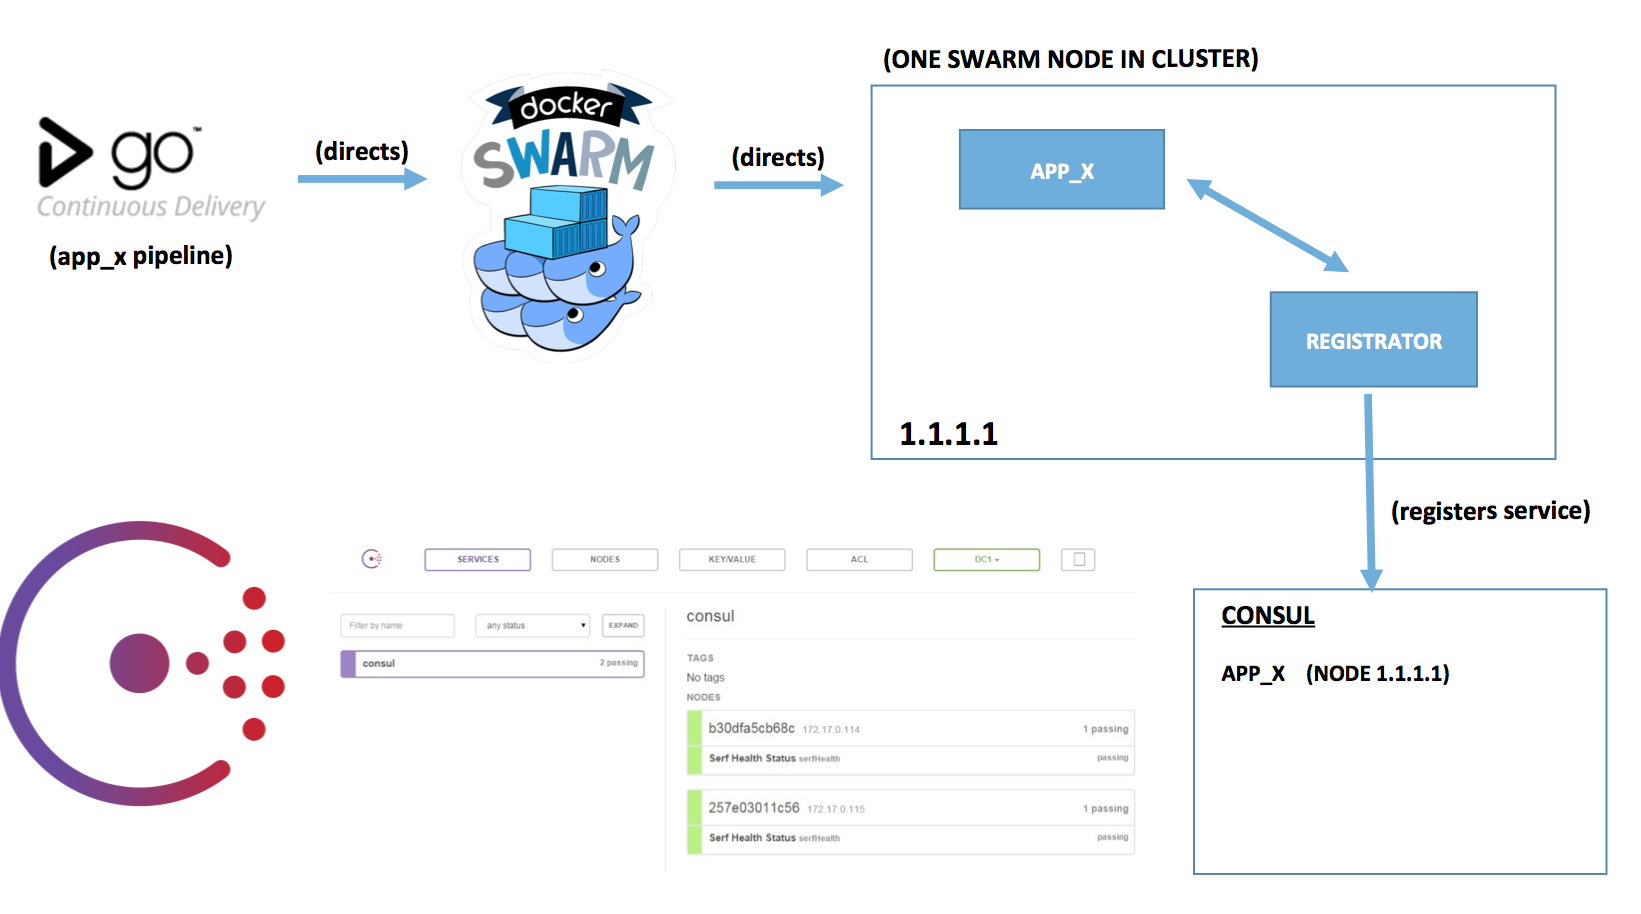 (ONE SWARM NODE IN CLUSTER)
go™
Continuous Delivery
(app_x pipeline)
(directs)
docker
SWARM
(directs)
APP_X
REGISTRATOR
1.1.1.1
(registers service)
SERVICES
NODES
KEY/VALUE
ACL
DC1
Filter by name
any status
EXPAND
consul
2 passing
consul
TAGS
No tags
NODES
b30dfa5cb68c 172.17.0.114 1 passing
Serf Health Status serfHealth passing
257e03011c56 172.17.0.115 1 passing
Serf Health Status serfHealth passing
CONSUL
APP_X (NODE 1.1.1.1)